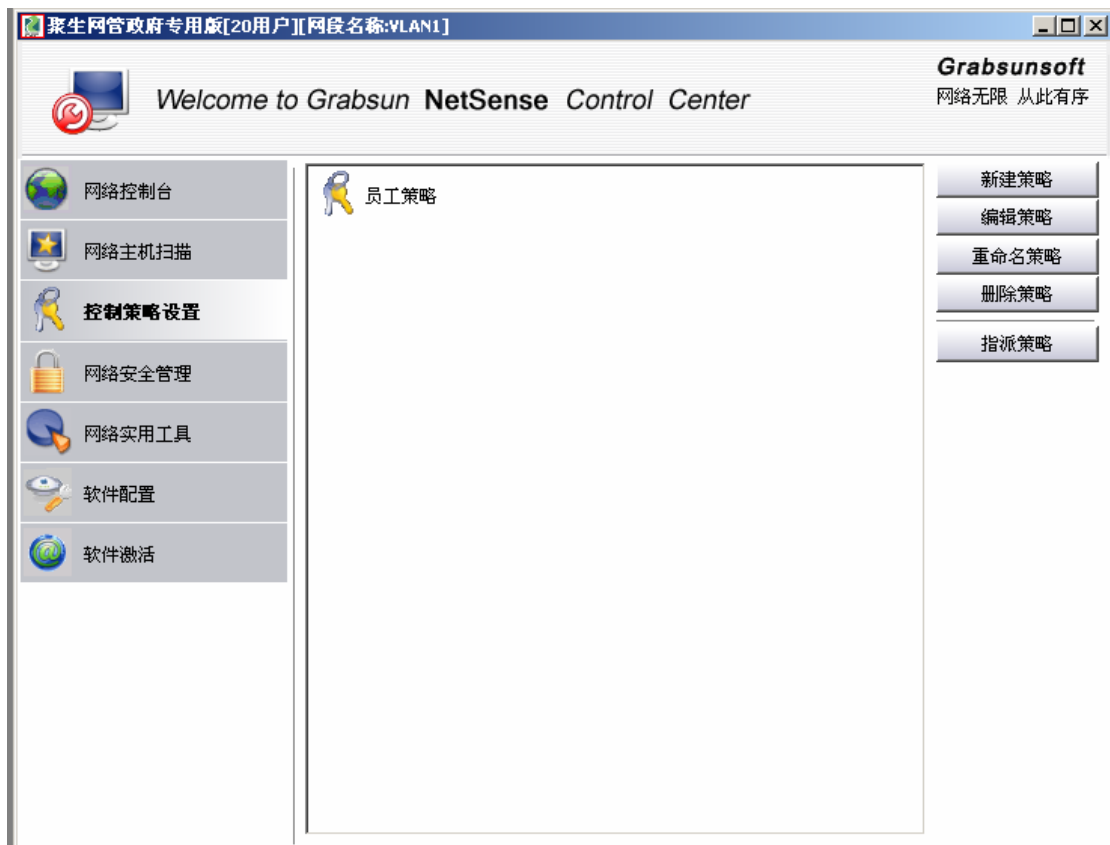 聚生网管政府专用版[20用户][网段名称:VLAN1]
Welcome to Grabsun NetSense Control Center
Grabsunsoft
网络无限 从此有序
网络控制台
网络主机扫描
控制策略设置
网络安全管理
网络实用工具
软件配置
软件激活
员工策略
新建策略
编辑策略
重命名策略
删除策略
指派策略